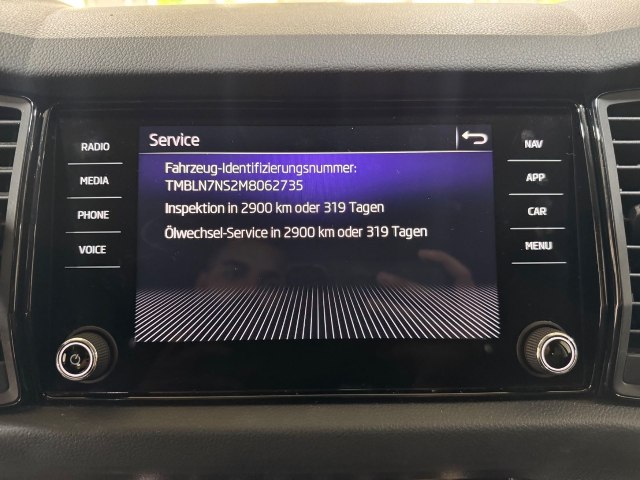 Service
Fahrzeug-Identifizierungsnummer:
TMBLN7NS2M8062735
Inspektion in 2900 km oder 319 Tagen
Ölwechsel-Service in 2900 km oder 319 Tagen
RADIO
MEDIA
PHONE
VOICE
NAV
APP
CAR
MENU